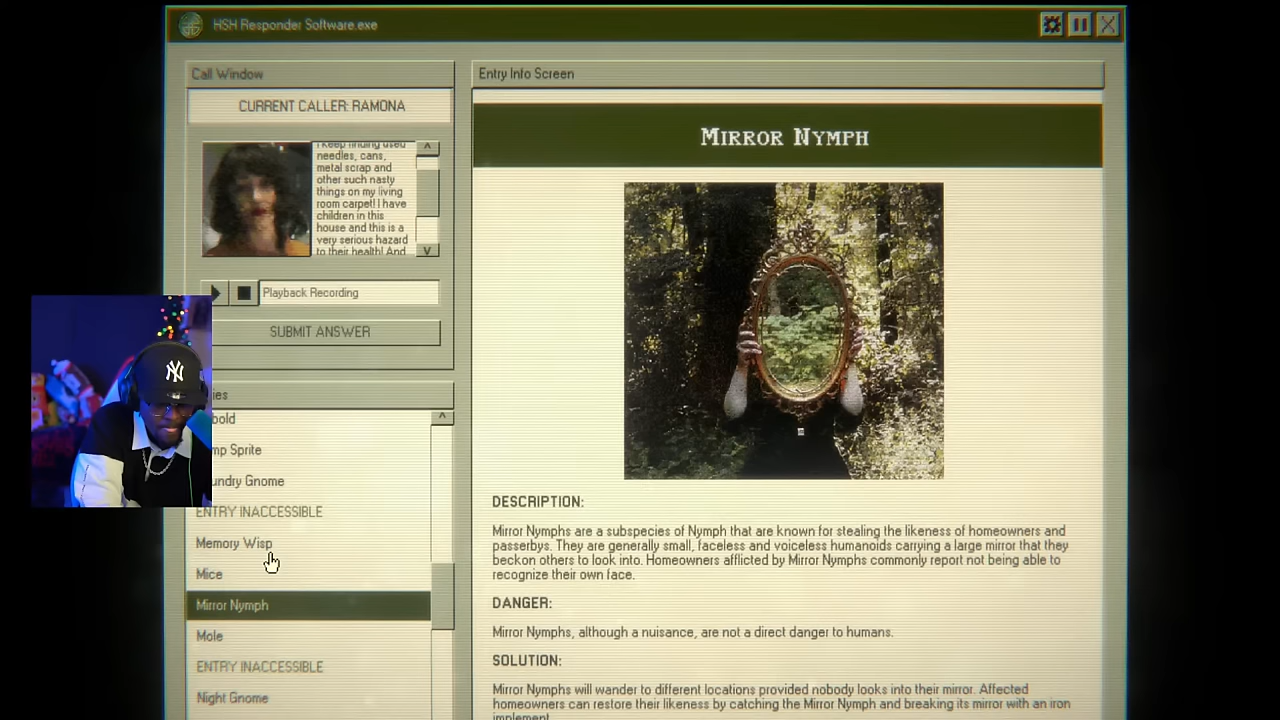 HSH Responder Software.exe
Call Window
CURRENT CALLER: RAMONA
I keep finding used
needles, cans,
metal scrap and
other such nasty
things on my living
room carpet! I have
children in this
house and this is a
very serious hazard
to their health! And
Playback Recording
SUBMIT ANSWER
NY
ies
bold
mp Sprite
undry Gnome
ENTRY INACCESSIBLE
Memory Wisp
Mice
Mirror Nymph
Mole
ENTRY INACCESSIBLE
Night Gnome
Entry Info Screen
MIRROR NYMPH
DESCRIPTION:
Mirror Nymphs are a subspecies of Nymph that are known for stealing the likeness of homeowners and
passerbys. They are generally small, faceless and voiceless humanoids carrying a large mirror that they
beckon others to look into. Homeowners afflicted by Mirror Nymphs commonly report not being able to
recognize their own face.
DANGER:
Mirror Nymphs, although a nuisance, are not a direct danger to humans.
SOLUTION:
Mirror Nymphs will wander to different locations provided nobody looks into their mirror. Affected
homeowners can restore their likeness by catching the Mirror Nymph and breaking its mirror with an iron
implement.